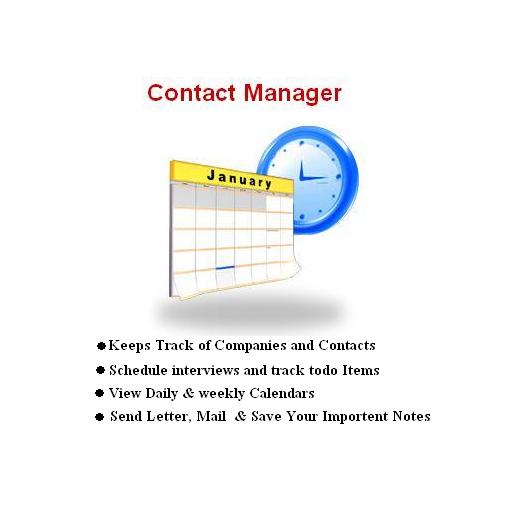 Contact Manager
January
● Keeps Track of Companies and Contacts
● Schedule interviews and track todo Items
● View Daily & weekly Calendars
● Send Letter, Mail & Save Your Importent Notes